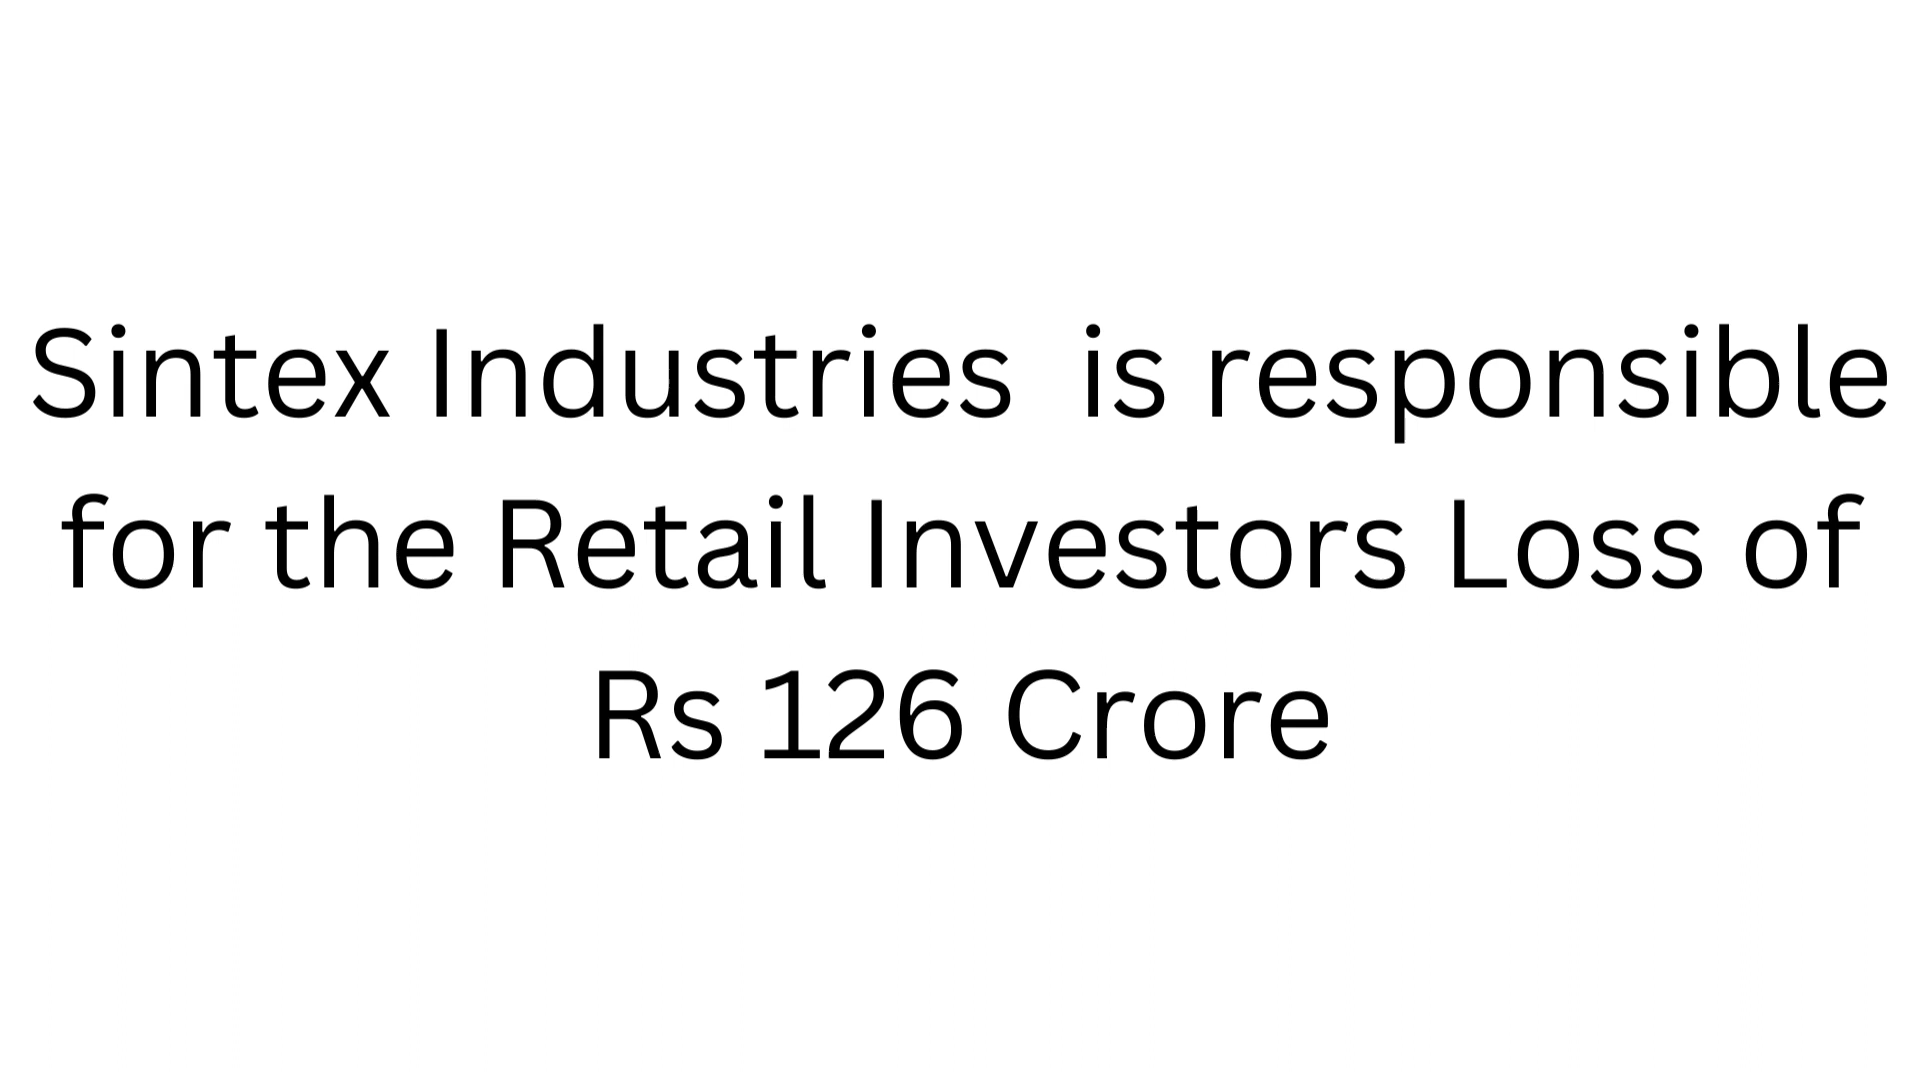 Sintex Industries  is responsible
for the Retail Investors Loss of
Rs 126 Crore